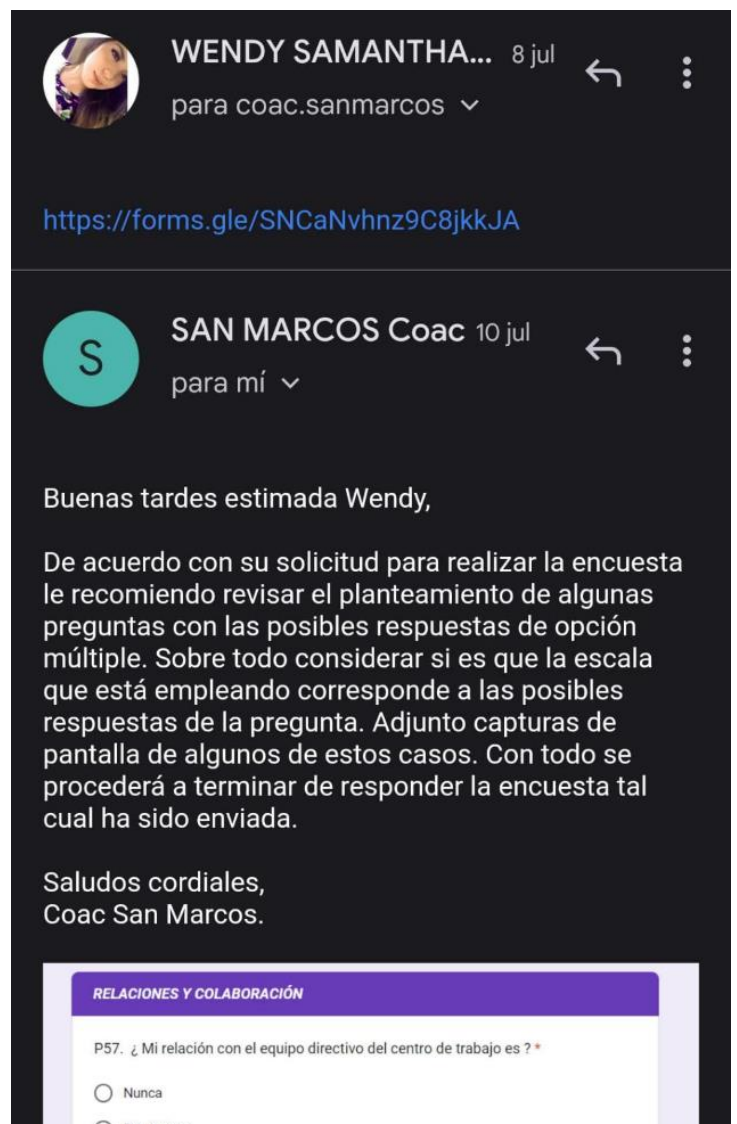 WENDY SAMANTHA... 8 jul
para coac.sanmarcos
https://forms.gle/SNCaNvhnz9C8jkkJA
S
SAN MARCOS Coac 10 jul
para mí
Buenas tardes estimada Wendy,
De acuerdo con su solicitud para realizar la encuesta
le recomiendo revisar el planteamiento de algunas
preguntas con las posibles respuestas de opción
múltiple. Sobre todo considerar si es que la escala
que está empleando corresponde a las posibles
respuestas de la pregunta. Adjunto capturas de
pantalla de algunos de estos casos. Con todo se
procederá a terminar de responder la encuesta tal
cual ha sido enviada.
Saludos cordiales,
Coac San Marcos.
RELACIONES Y COLABORACIÓN
P57. ¿ Mi relación con el equipo directivo del centro de trabajo es ? *
Nunca